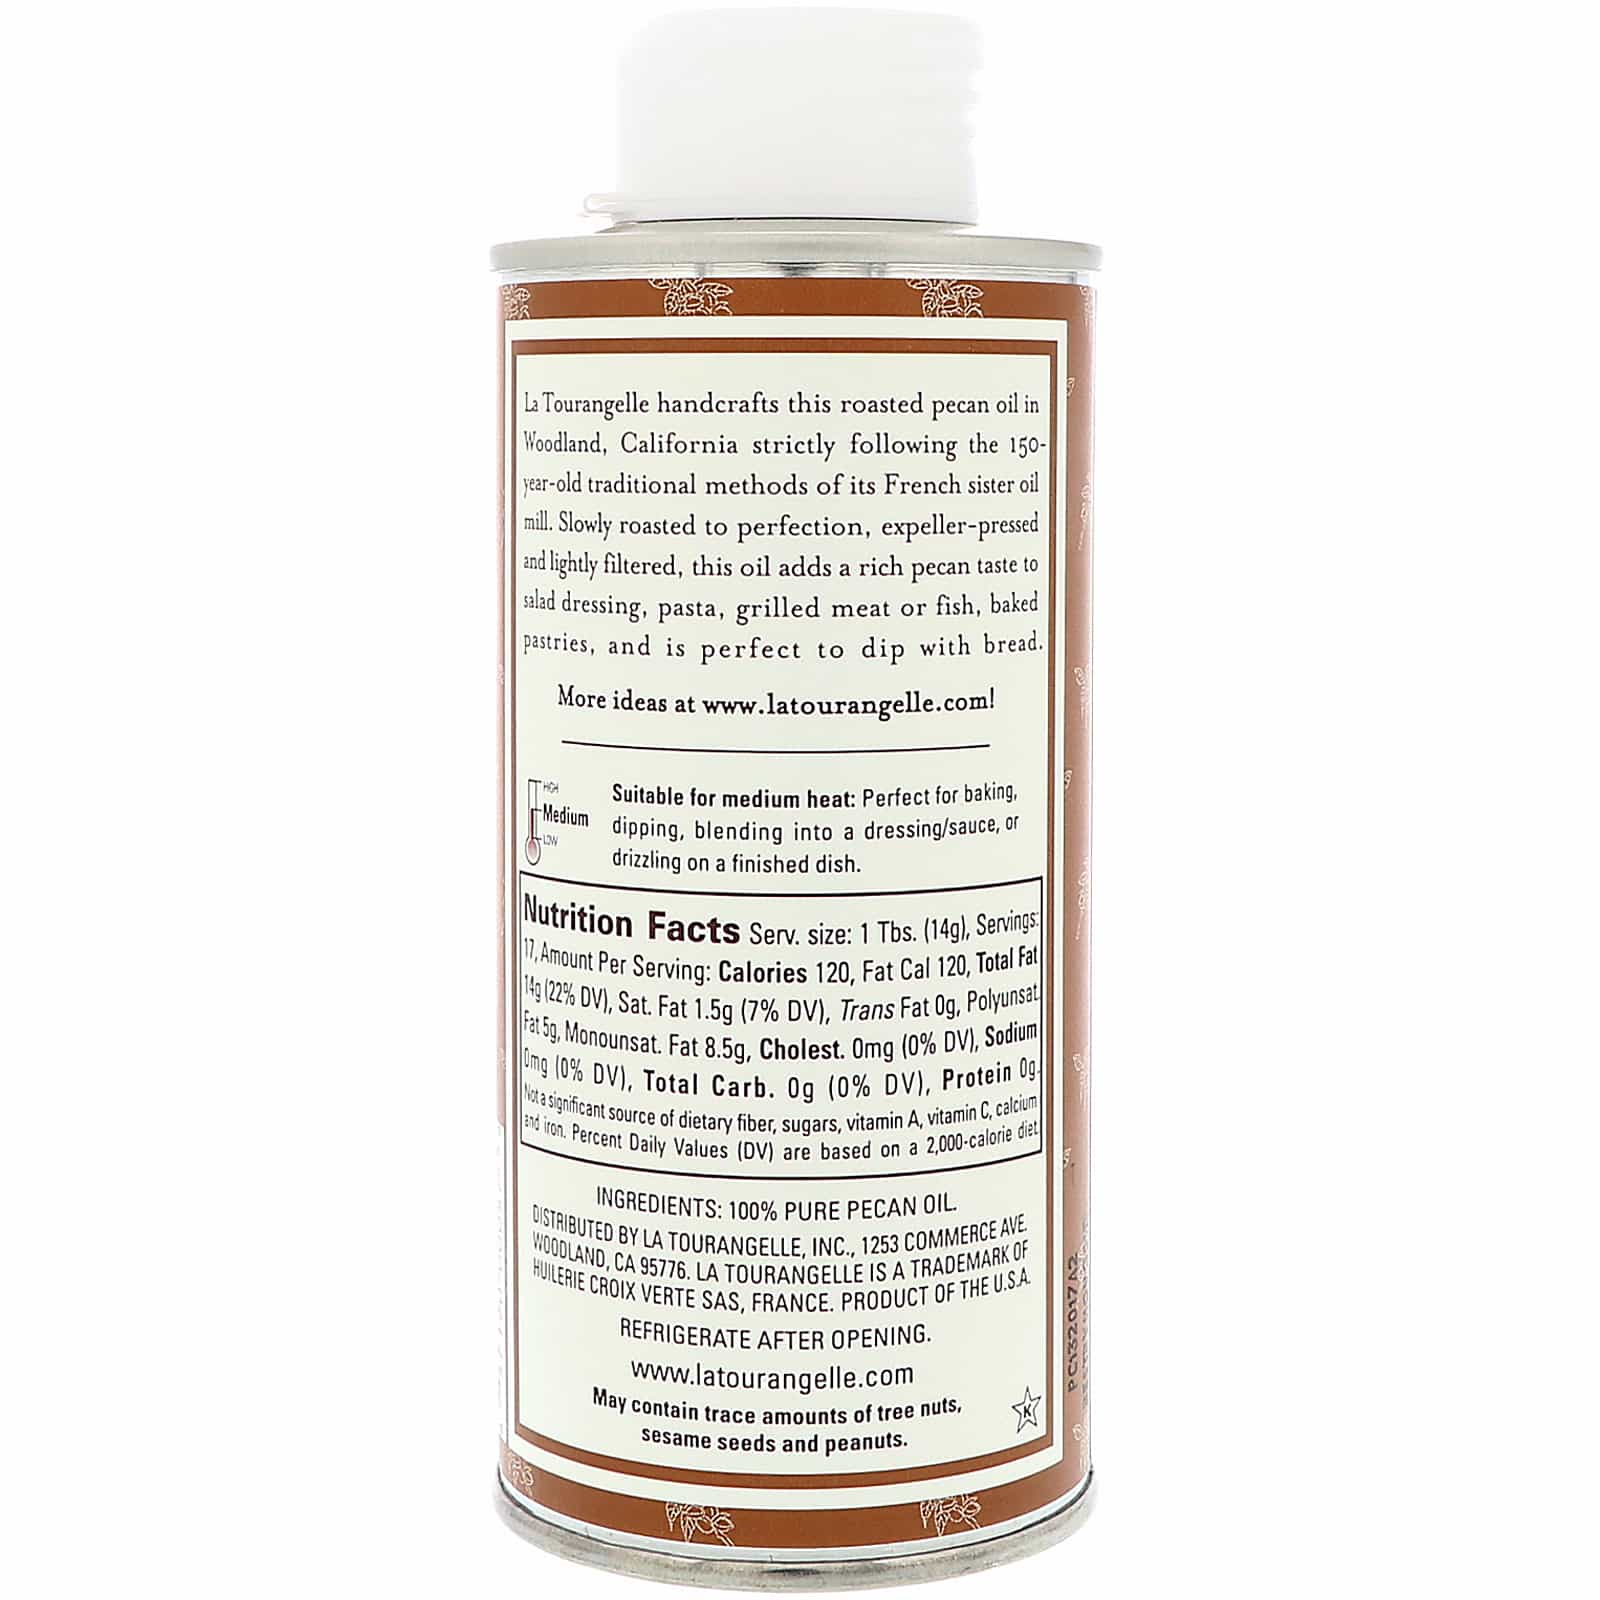 La Tourangelle handcrafts this roasted pecan oil in
Woodland, California strictly following the 150-
year-old traditional methods of its French sister oil
mill. Slowly roasted to perfection, expeller-pressed
and lightly filtered, this oil adds a rich pecan taste to
salad dressing, pasta, grilled meat or fish, baked
pastries, and is perfect to dip with bread.
More ideas at www.latourangelle.com!
HIGH
Medium
LOW
Suitable for medium heat: Perfect for baking,
dipping, blending into a dressing/sauce, or
drizzling on a finished dish.
Nutrition Facts Serv. size: 1 Tbs. (14g), Servings:
17, Amount Per Serving: Calories 120, Fat Cal 120, Total Fat
14g (22% DV), Sat. Fat 1.5g (7% DV), Trans Fat 0g, Polyunsat.
Fat 5g, Monounsat. Fat 8.5g, Cholest. 0mg (0% DV), Sodium
0mg (0% DV), Total Carb. 0g (0% DV), Protein 0g.
Not a significant source of dietary fiber, sugars, vitamin A, vitamin C, calcium
and iron. Percent Daily Values (DV) are based on a 2,000-calorie diet.
INGREDIENTS: 100% PURE PECAN OIL.
DISTRIBUTED BY LA TOURANGELLE, INC., 1253 COMMERCE AVE.
WOODLAND, CA 95776. LA TOURANGELLE IS A TRADEMARK OF
HUILERIE CROIX VERTE SAS, FRANCE. PRODUCT OF THE U.S.A.
REFRIGERATE AFTER OPENING.
www.latourangelle.com
May contain trace amounts of tree nuts,
sesame seeds and peanuts.
K
PC132017A2